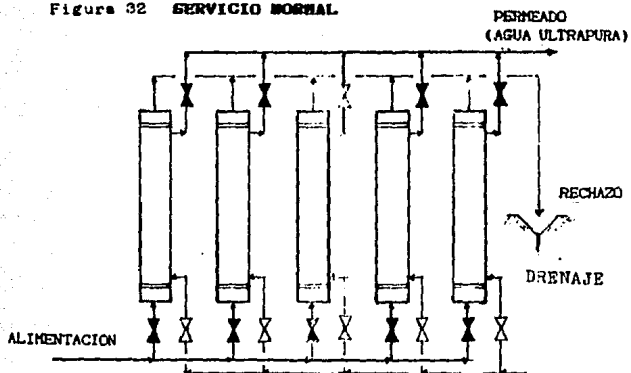 Figura 32 SERVICIO NORMAL
PERMEADO
(AGUA ULTRAPURA)
RECHAZO
DRENAJE
ALIMENTACION